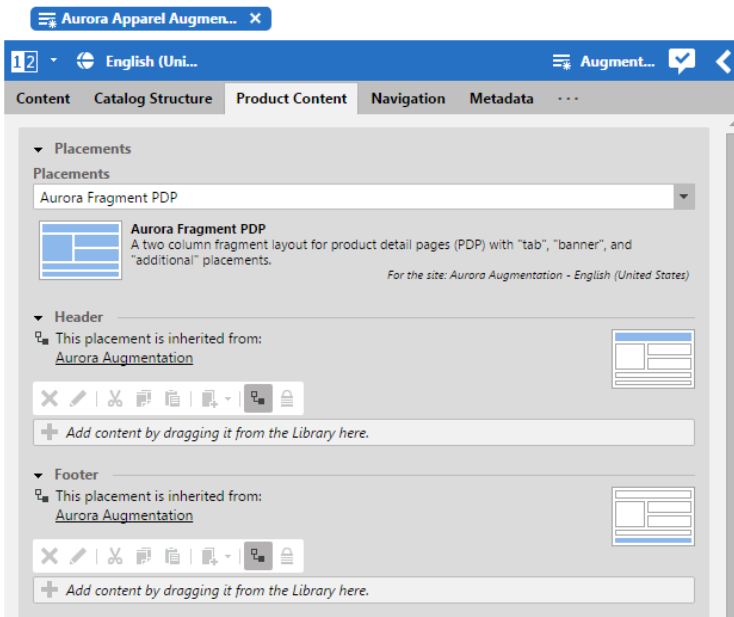 Aurora Apparel Augmen... ×
12 English (Uni... Augment...
Content Catalog Structure Product Content Navigation Metadata ···
Placements
Placements
Aurora Fragment PDP
Aurora Fragment PDP
A two column fragment layout for product detail pages (PDP) with "tab", "banner", and
"additional" placements.
For the site: Aurora Augmentation - English (United States)
Header
This placement is inherited from:
Aurora Augmentation
Add content by dragging it from the Library here.
Footer
This placement is inherited from:
Aurora Augmentation
Add content by dragging it from the Library here.